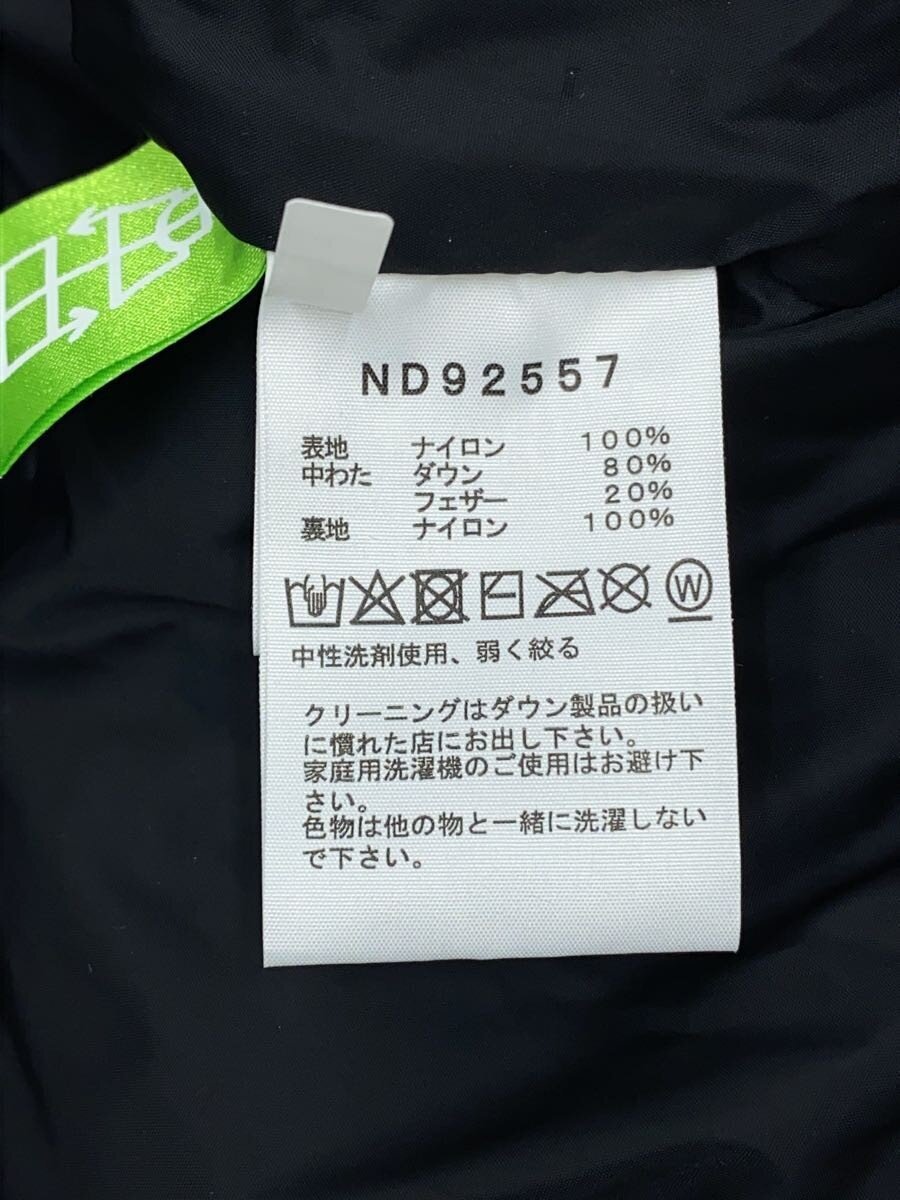 ND92557
表地 ナイロン 100%
中わた ダウン 80%
フェザー 20%
裏地 ナイロン 100%
W
中性洗剤使用、弱く絞る
クリーニングはダウン製品の扱い
に慣れた店にお出し下さい。
家庭用洗濯機のご使用はお避け下
さい。
色物は他の物と一緒に洗濯しない
で下さい。